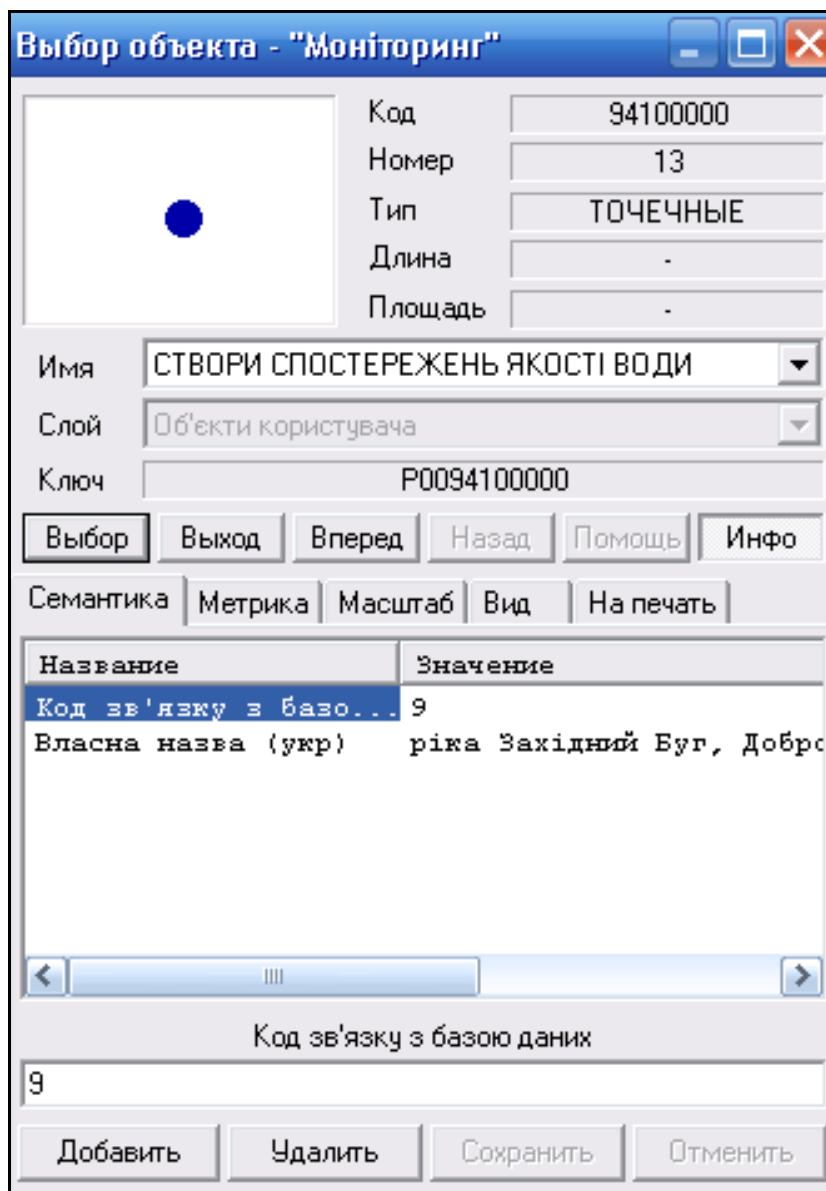 Выбор объекта - "Моніторинг"
Код 94100000
Номер 13
Тип ТОЧЕЧНЫЕ
Длина -
Площадь -
Имя СТВОРИ СПОСТЕРЕЖЕНЬ ЯКОСТІ ВОДИ
Слой Об'єкти користувача
Ключ P0094100000
Выбор Выход Вперед Назад Помощь Инфо
Семантика Метрика Масштаб Вид На печать
Название Значение
Код зв'язку з базо... 9
Власна назва (укр) ріка Західний Буг, Добро
Код зв'язку з базою даних
9
Добавить Удалить Сохранить Отменить